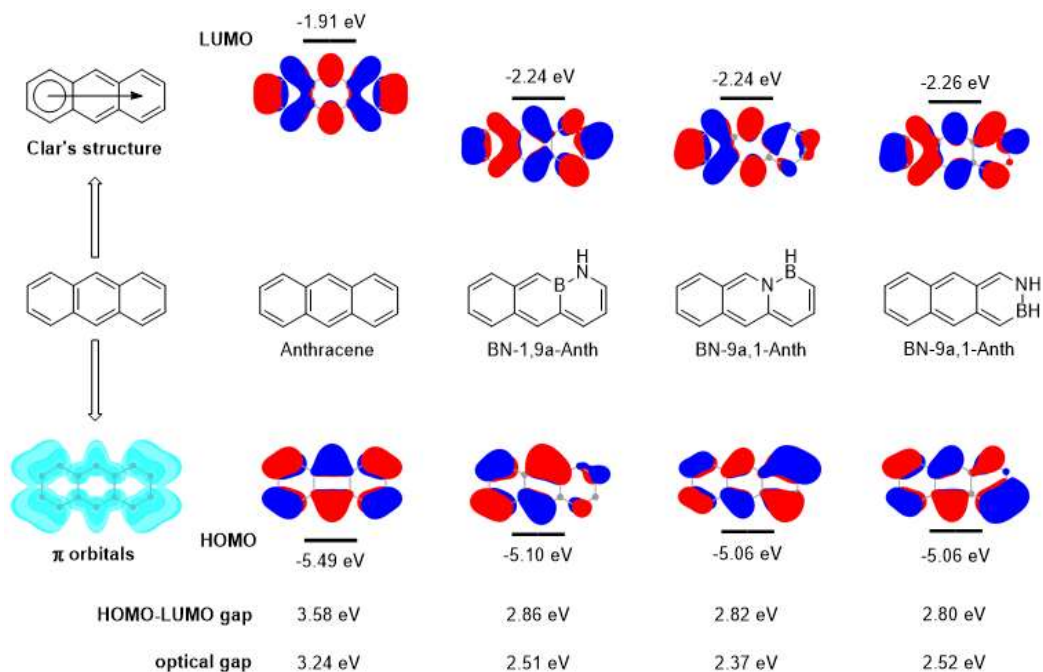 -1.91 eV
LUMO
-2.24 eV
-2.24 eV
-2.26 eV
Clar's structure
H
N
B
H
B
N
NH
BH
Anthracene
BN-1,9a-Anth
BN-9a,1-Anth
BN-9a,1-Anth
π orbitals
HOMO
-5.49 eV
-5.10 eV
-5.06 eV
-5.06 eV
HOMO-LUMO gap 3.58 eV 2.86 eV 2.82 eV 2.80 eV
optical gap 3.24 eV 2.51 eV 2.37 eV 2.52 eV